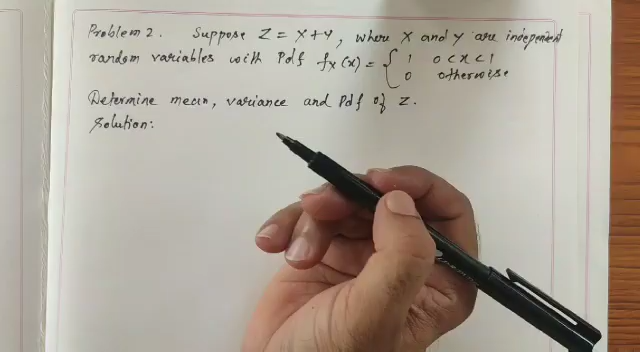 Problem 2. Suppose Z = X+Y, where X and Y are independent
random variables with Pdf fx(x) = { 1 0<x<1
0 otherwise
Determine mean, variance and Pdf of Z.
Solution: